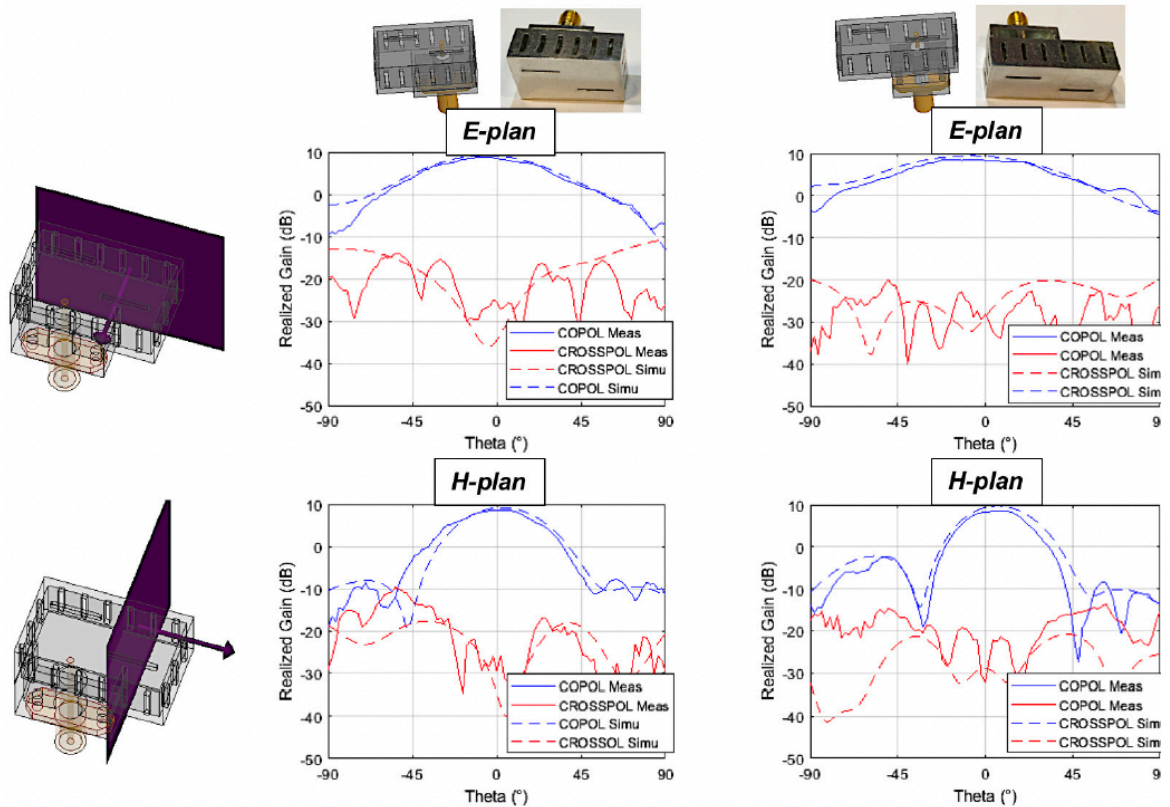 E-plan
E-plan
10
0
-10
-20
-30
-40
-50
Realized Gain (dB)
COPOL Meas
CROSSPOL Meas
CROSSPOL Simu
COPOL Simu
-90
-45
0
45
90
Theta (°)
10
0
-10
-20
-30
-40
-50
Realized Gain (dB)
COPOL Meas
COPOL Meas
CROSSPOL Sim
CROSSPOL Simu
-90
-45
0
45
90
Theta (°)
H-plan
H-plan
10
0
-10
-20
-30
-40
-50
Realized Gain (dB)
COPOL Meas
CROSSPOL Meas
COPOL Simu
CROSSOL Simu
-90
-45
0
45
90
Theta (°)
10
0
-10
-20
-30
-40
-50
Realized Gain (dB)
COPOL Meas
COPOL Meas
CROSSPOL Simu
CROSSPOL Simu
-90
-45
0
45
90
Theta (°)